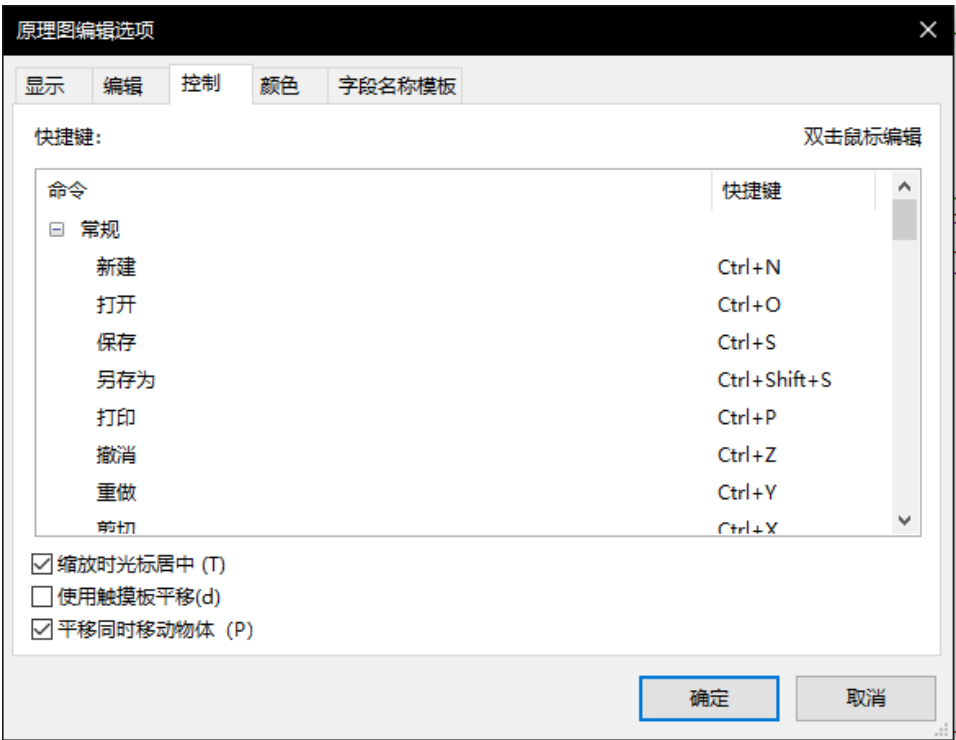 原理图编辑选项
显示 编辑 控制 颜色 字段名称模板
快捷键: 双击鼠标编辑
命令 快捷键
常规
新建 Ctrl+N
打开 Ctrl+O
保存 Ctrl+S
另存为 Ctrl+Shift+S
打印 Ctrl+P
撤消 Ctrl+Z
重做 Ctrl+Y
剪切 Ctrl+X
缩放时光标居中 (T)
使用触摸板平移(d)
平移同时移动物体 (P)
确定 取消